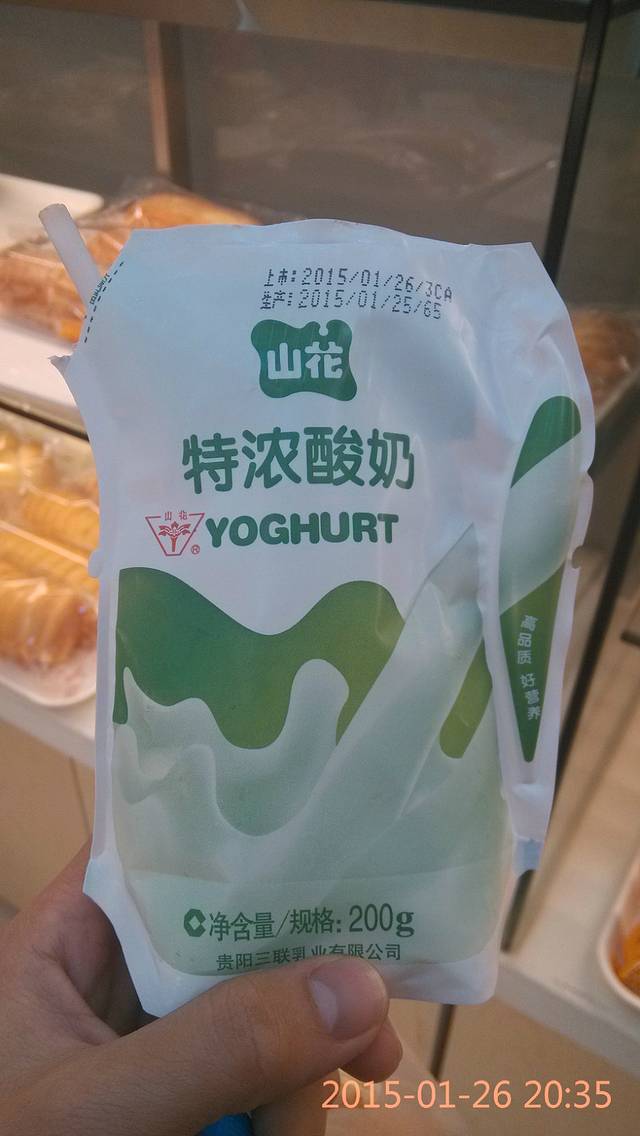 上市:2015/01/26/3CA
生产:2015/01/25/65
山花
特浓酸奶
山花
YOGHURT
高品质 好营养
净含量/规格:200g
贵阳三联乳业有限公司
2015-01-26 20:35